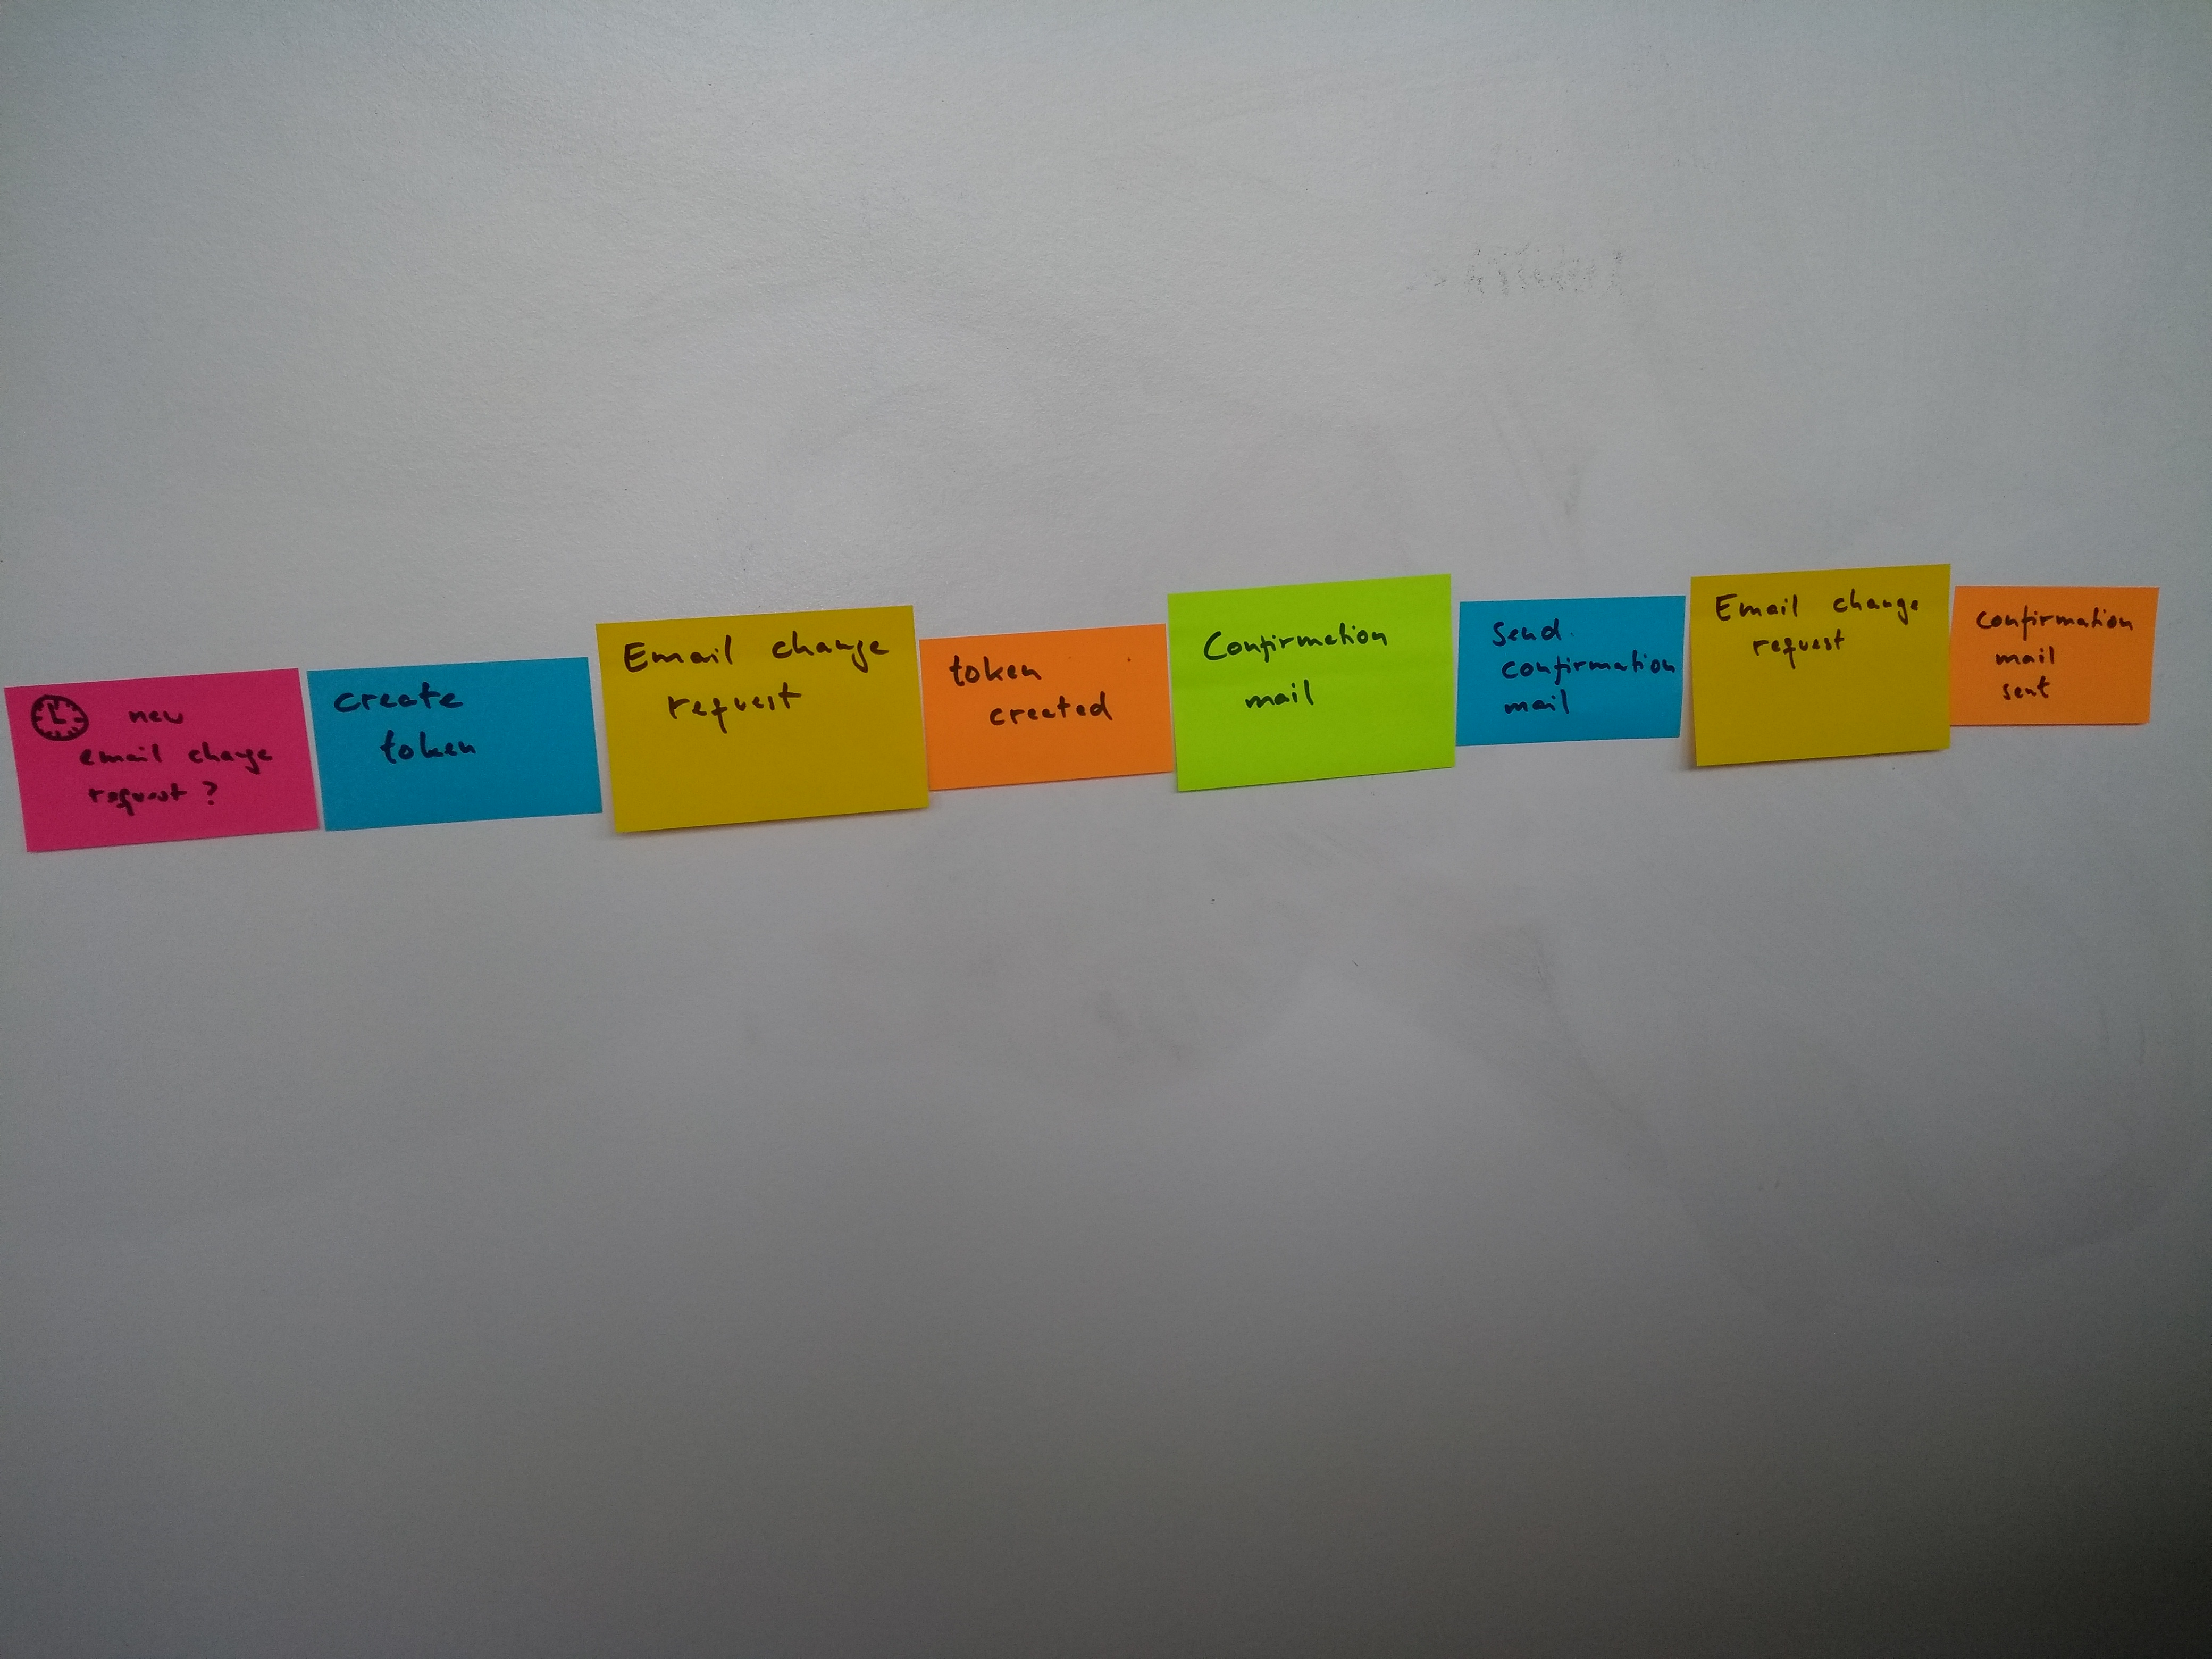 new
email change
request?
create
token
Email change
request
token
created
Confirmation
mail
Send
confirmation
mail
Email change
request
confirmation
mail
sent